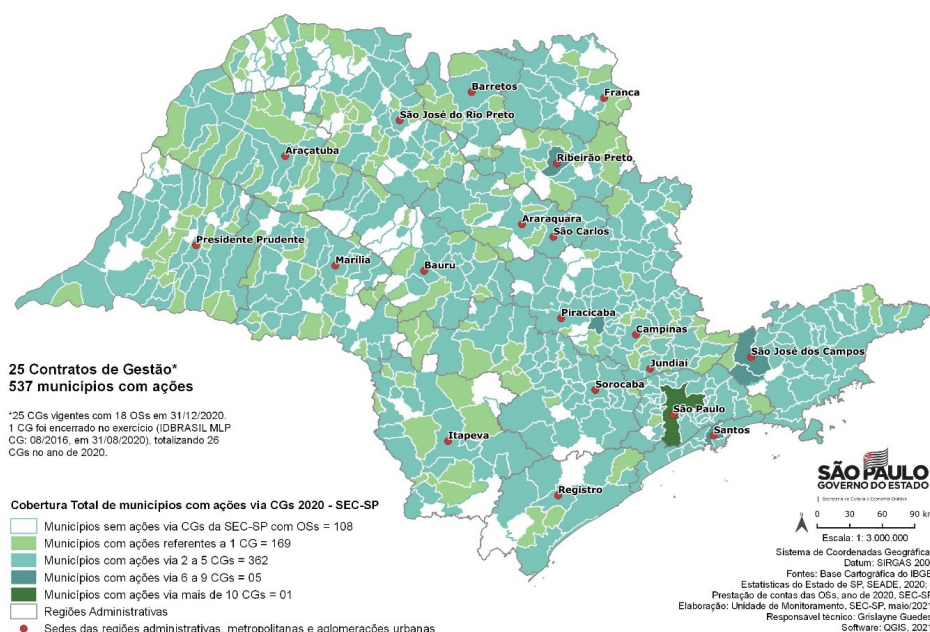 Barretos
Franca
São José do Rio Preto
Araçatuba
Ribeirão Preto
Araraquara
São Carlos
Presidente Prudente
Marília
Bauru
Piracicaba
Campinas
São José dos Campos
Jundiaí
Sorocaba
São Paulo
Santos
Itapeva
Registro
25 Contratos de Gestão*
537 municípios com ações
*25 CGs vigentes com 18 OSs em 31/12/2020.
1 CG foi encerrado no exercício (IDBRASIL MLP
CG: 08/2016, em 31/08/2020), totalizando 26
CGs no ano de 2020.
Cobertura Total de municípios com ações via CGs 2020 - SEC-SP
Municípios sem ações via CGs da SEC-SP com OSs = 108
Municípios com ações referentes a 1 CG = 169
Municípios com ações via 2 a 5 CGs = 362
Municípios com ações via 6 a 9 CGs = 05
Municípios com ações via mais de 10 CGs = 01
Regiões Administrativas
Sedes das regiões administrativas, metropolitanas e aglomerações urbanas
SÃO PAULO
GOVERNO DO ESTADO
Secretaria de Cultura e Economia Criativa
N
0 30 60 90 km
Escala: 1: 3.000.000
Sistema de Coordenadas Geográfica
Datum: SIRGAS 200
Fontes: Base Cartográfica do IBGE
Estatísticas do Estado de SP, SEADE, 2020;
Prestação de contas das OSs, ano de 2020, SEC-SP
Elaboração: Unidade de Monitoramento, SEC-SP, maio/2021
Responsável técnico: Grislayne Guedes
Software: QGIS, 2021